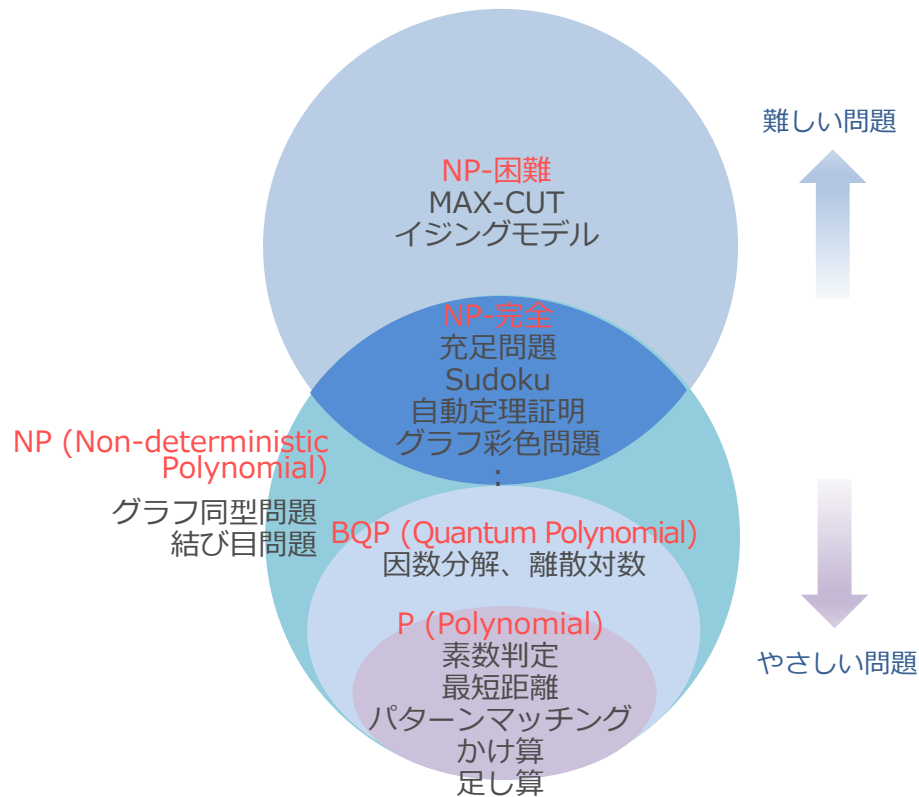 難しい問題
NP-困難
MAX-CUT
イジングモデル
NP-完全
充足問題
Sudoku
自動定理証明
グラフ彩色問題
:
NP (Non-deterministic
Polynomial)
グラフ同型問題
結び目問題
BQP (Quantum Polynomial)
因数分解、離散対数
P (Polynomial)
素数判定
最短距離
パターンマッチング
かけ算
足し算
やさしい問題